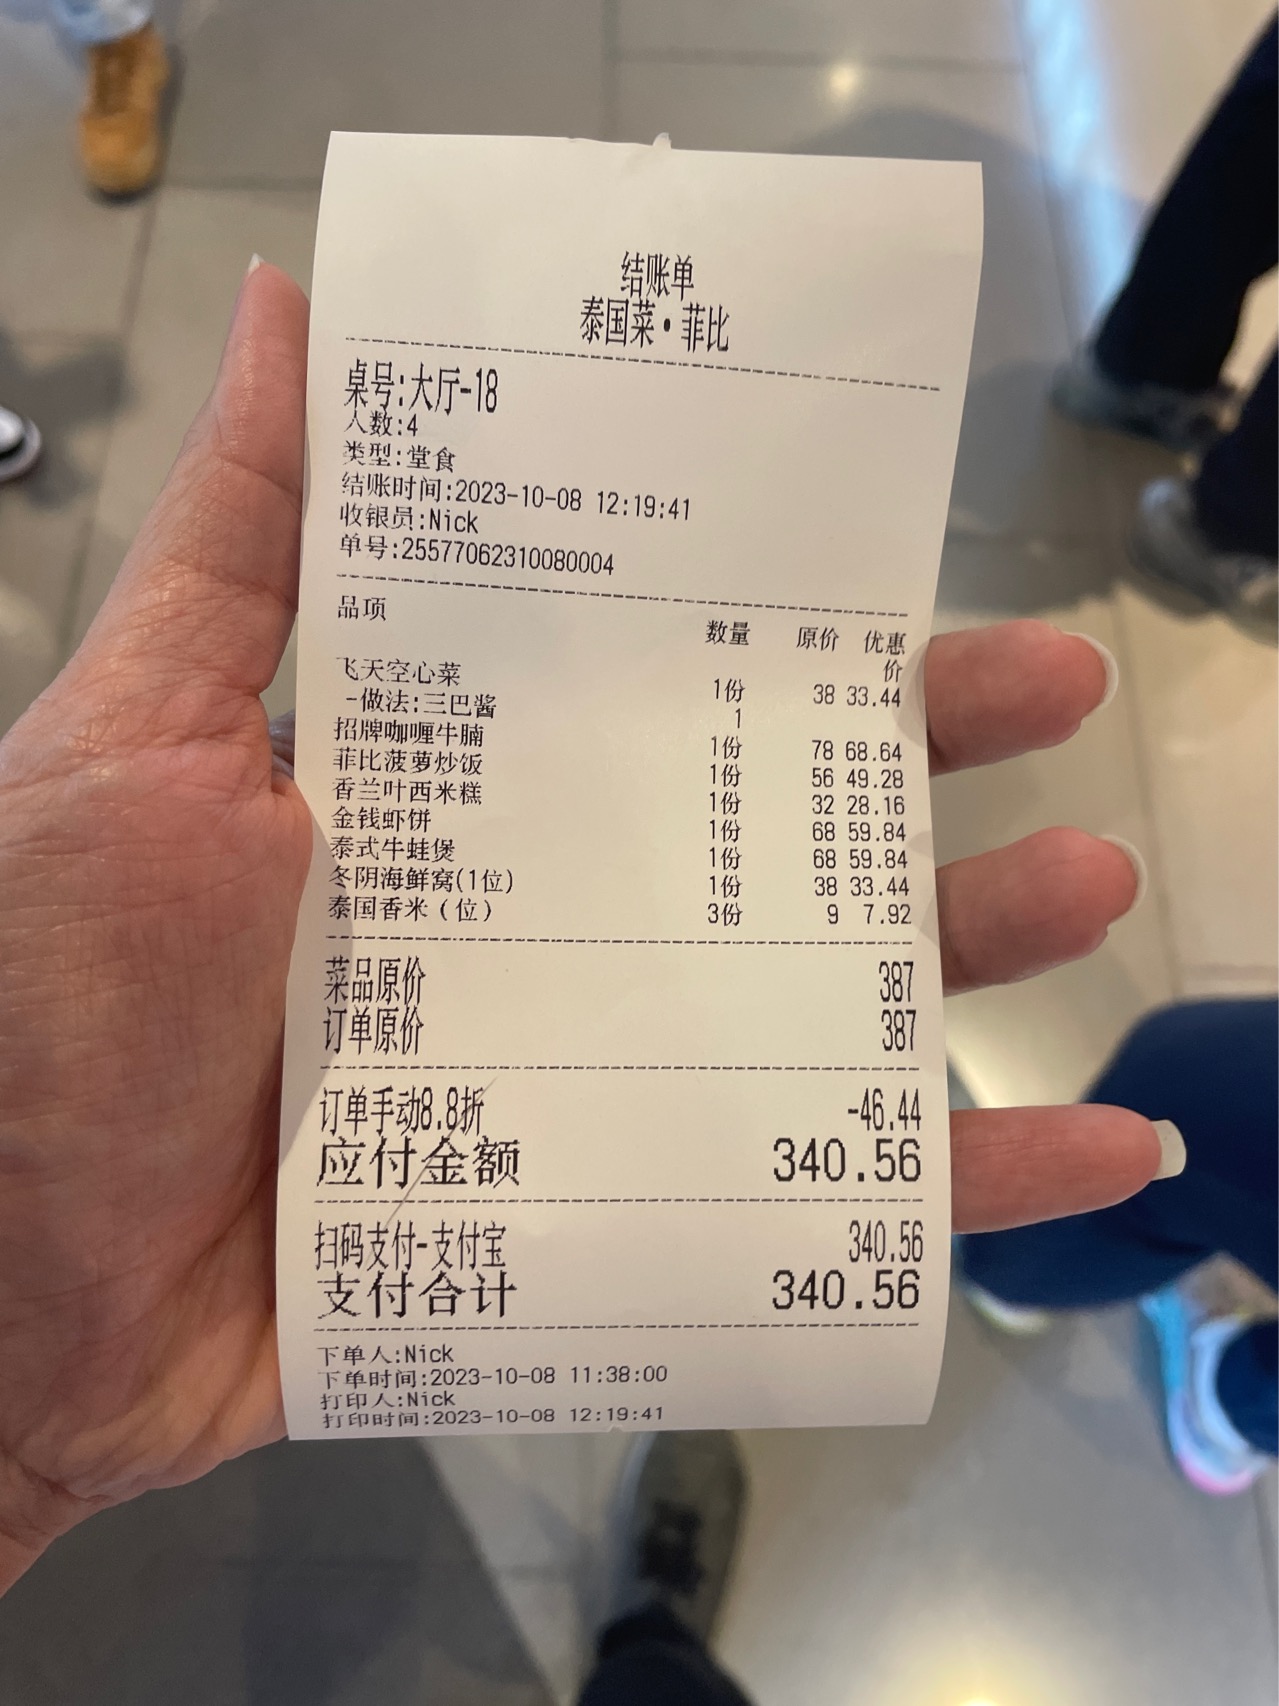 结账单
泰国菜·菲比
桌号:大厅-18
人数:4
类型:堂食
结账时间:2023-10-08 12:19:41
收银员:Nick
单号:25577062310080004
品项 数量 原价 优惠价
飞天空心菜 1份 38 33.44
-做法:三巴酱 1
招牌咖喱牛腩 1份 78 68.64
菲比菠萝炒饭 1份 56 49.28
香兰叶西米糕 1份 32 28.16
金钱虾饼 1份 68 59.84
泰式牛蛙煲 1份 68 59.84
冬阴海鲜窝(1位) 1份 38 33.44
泰国香米(位) 3份 9 7.92
菜品原价 387
订单原价 387
订单手动8.8折 -46.44
应付金额 340.56
扫码支付-支付宝 340.56
支付合计 340.56
下单人:Nick
下单时间:2023-10-08 11:38:00
打印人:Nick
打印时间:2023-10-08 12:19:41